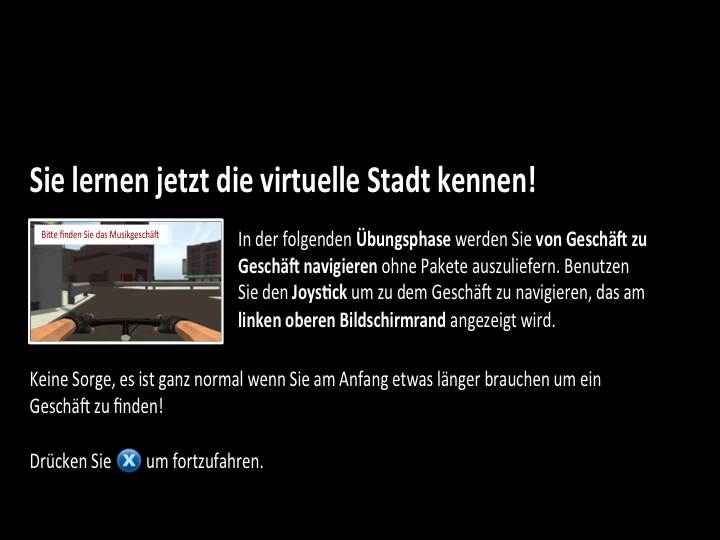 Sie lernen jetzt die virtuelle Stadt kennen!
Bitte finden Sie das Musikgeschäft
In der folgenden Übungsphase werden Sie von Geschäft zu
Geschäft navigieren ohne Pakete auszuliefern. Benutzen
Sie den Joystick um zu dem Geschäft zu navigieren, das am
linken oberen Bildschirmrand angezeigt wird.
Keine Sorge, es ist ganz normal wenn Sie am Anfang etwas länger brauchen um ein
Geschäft zu finden!
Drücken Sie X um fortzufahren.